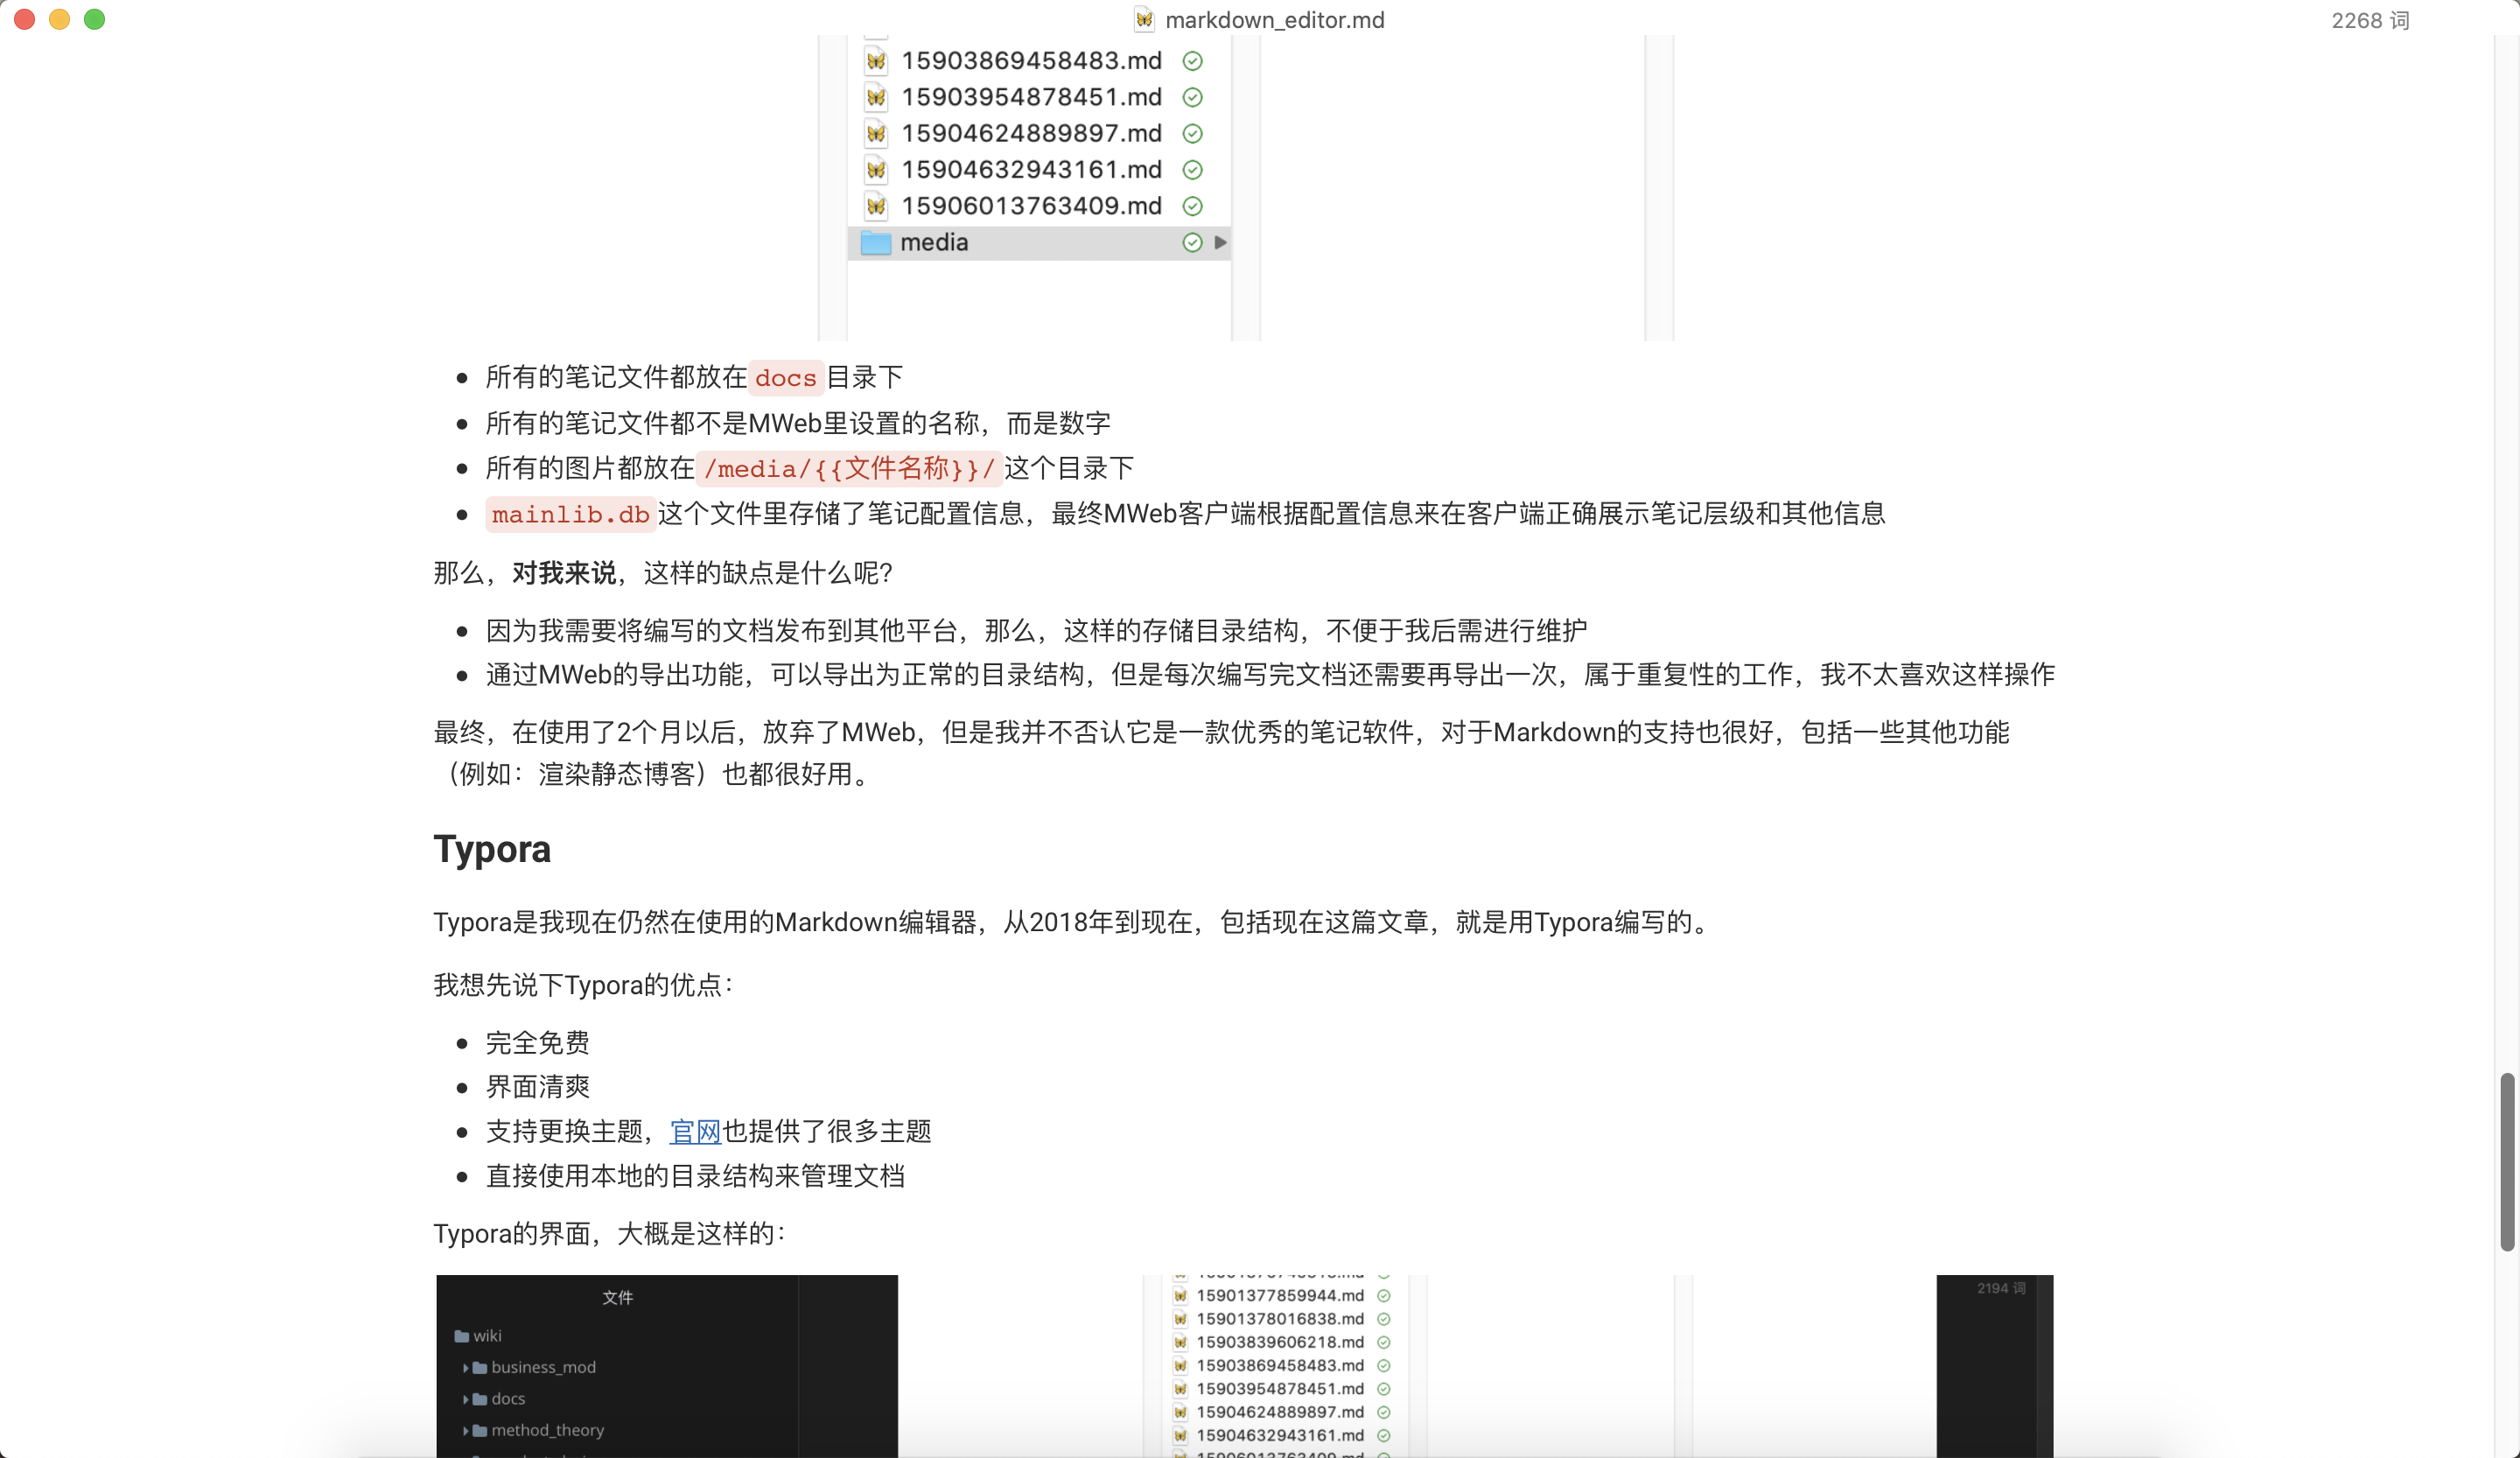 markdown_editor.md
2268 词
15903869458483.md
15903954878451.md
15904624889897.md
15904632943161.md
15906013763409.md
media
所有的笔记文件都放在docs目录下
所有的笔记文件都不是MWeb里设置的名称，而是数字
所有的图片都放在/media/{{文件名称}}/这个目录下
mainlib.db这个文件里存储了笔记配置信息，最终MWeb客户端根据配置信息来在客户端正确展示笔记层级和其他信息
那么，对我来说，这样的缺点是什么呢？
因为我需要将编写的文档发布到其他平台，那么，这样的存储目录结构，不便于我后需进行维护
通过MWeb的导出功能，可以导出为正常的目录结构，但是每次编写完文档还需要再导出一次，属于重复性的工作，我不太喜欢这样操作
最终，在使用了2个月以后，放弃了MWeb，但是我并不否认它是一款优秀的笔记软件，对于Markdown的支持也很好，包括一些其他功能
（例如：渲染静态博客）也都很好用。
Typora
Typora是我现在仍然在使用的Markdown编辑器，从2018年到现在，包括现在这篇文章，就是用Typora编写的。
我想先说下Typora的优点：
完全免费
界面清爽
支持更换主题，官网也提供了很多主题
直接使用本地的目录结构来管理文档
Typora的界面，大概是这样的：
文件
wiki
business_mod
docs
method_theory
15901377859944.md
15901378016838.md
15903839606218.md
15903869458483.md
15903954878451.md
15904624889897.md
15904632943161.md
15906013763409.md
2194 词